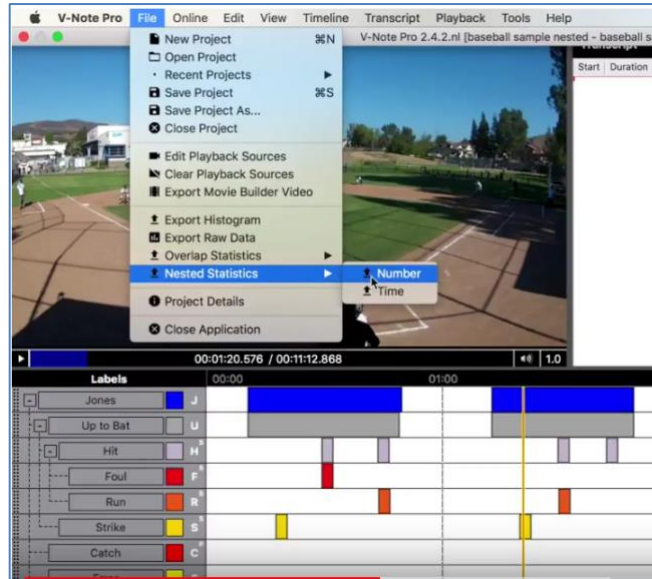 V-Note Pro File Online Edit View Timeline Transcript Playback Tools Help
V-Note Pro 2.4.2.nl [baseball sample nested - baseball s
New Project ⌘N
Open Project
Recent Projects
Save Project ⌘S
Save Project As...
Close Project
Edit Playback Sources
Clear Playback Sources
Export Movie Builder Video
Export Histogram
Export Raw Data
Overlap Statistics
Nested Statistics
Number
Time
Project Details
Close Application
Transcript
Start Duration
00:01:20.576 / 00:11:12.868 1.0
Labels 00:00 01:00
Jones J
Up to Bat U
Hit H S
Foul F S
Run R S
Strike S S
Catch C